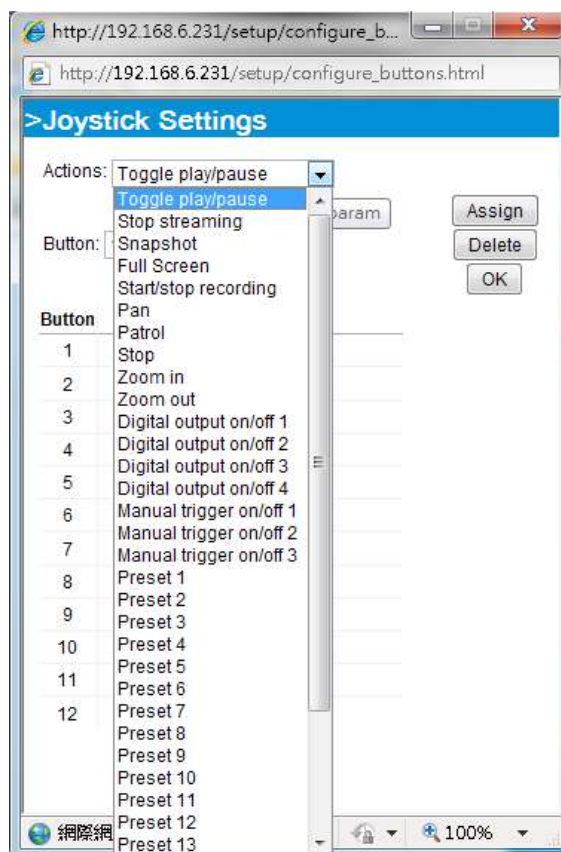 http://192.168.6.231/setup/configure_b...
http://192.168.6.231/setup/configure_buttons.html
>Joystick Settings
Actions: Toggle play/pause
Toggle play/pause
Stop streaming
Snapshot
Full Screen
Start/stop recording
Pan
Patrol
Stop
Zoom in
Zoom out
Digital output on/off 1
Digital output on/off 2
Digital output on/off 3
Digital output on/off 4
Manual trigger on/off 1
Manual trigger on/off 2
Manual trigger on/off 3
Preset 1
Preset 2
Preset 3
Preset 4
Preset 5
Preset 6
Preset 7
Preset 8
Preset 9
Preset 10
Preset 11
Preset 12
Preset 13
param
Assign
Button:
Delete
OK
Button
1
2
3
4
5
6
7
8
9
10
11
12
網際網
100%